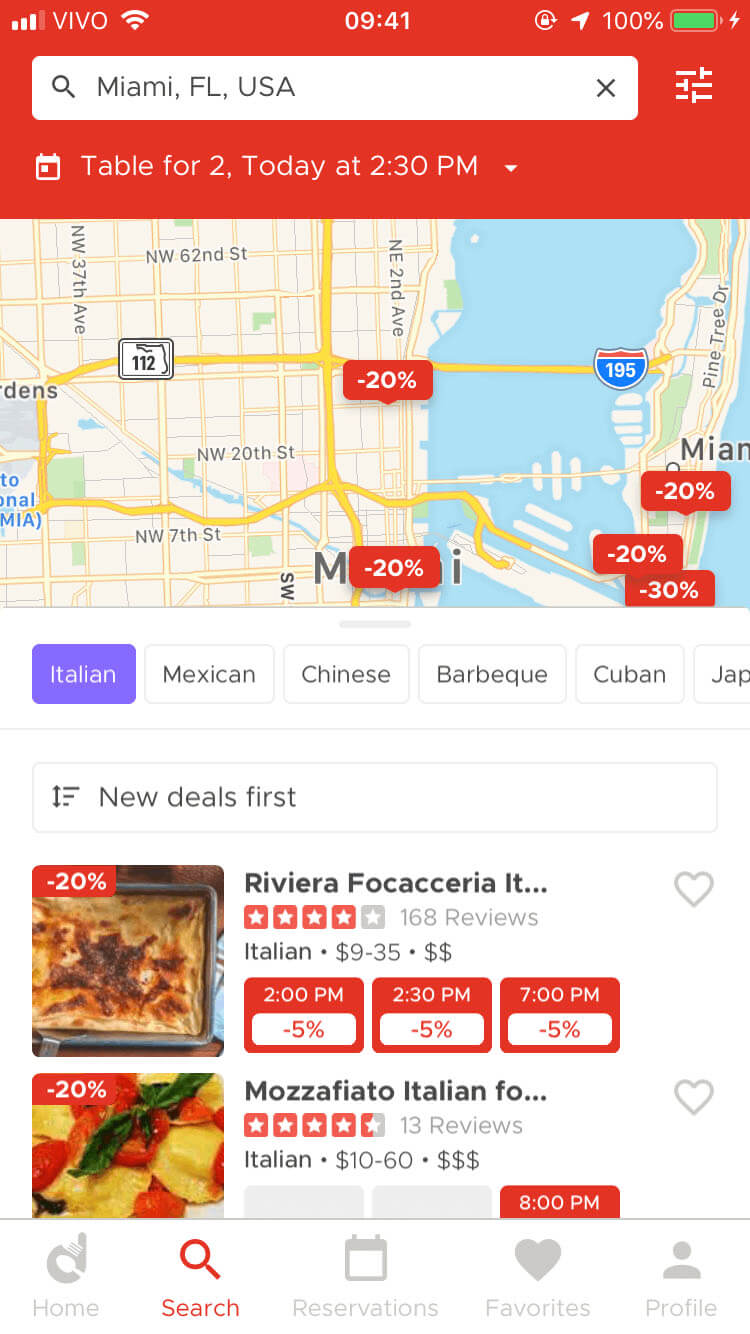 VIVO 09:41 100%
Miami, FL, USA
Table for 2, Today at 2:30 PM
NW 37th Ave
NW 62nd St
NE 2nd Ave
Pine Tree Dr
112
-20%
195
rdens
NW 20th St
Miam
-20%
to
onal
MIA)
NW 7th St
-20%
M -20% i
SW
-30%
Italian Mexican Chinese Barbeque Cuban Jap
New deals first
-20%
Riviera Focacceria It...
168 Reviews
Italian • $9-35 • $$
2:00 PM 2:30 PM 7:00 PM
-5% -5% -5%
-20%
Mozzafiato Italian fo...
13 Reviews
Italian • $10-60 • $$$
8:00 PM
Home Search Reservations Favorites Profile